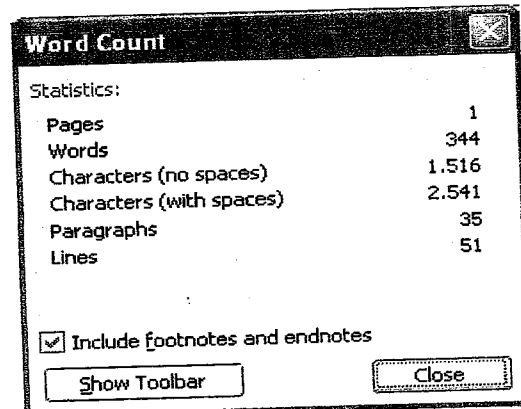 Word Count
Statistics:
Pages 1
Words 344
Characters (no spaces) 1.516
Characters (with spaces) 2.541
Paragraphs 35
Lines 51
Include footnotes and endnotes
Show Toolbar Close